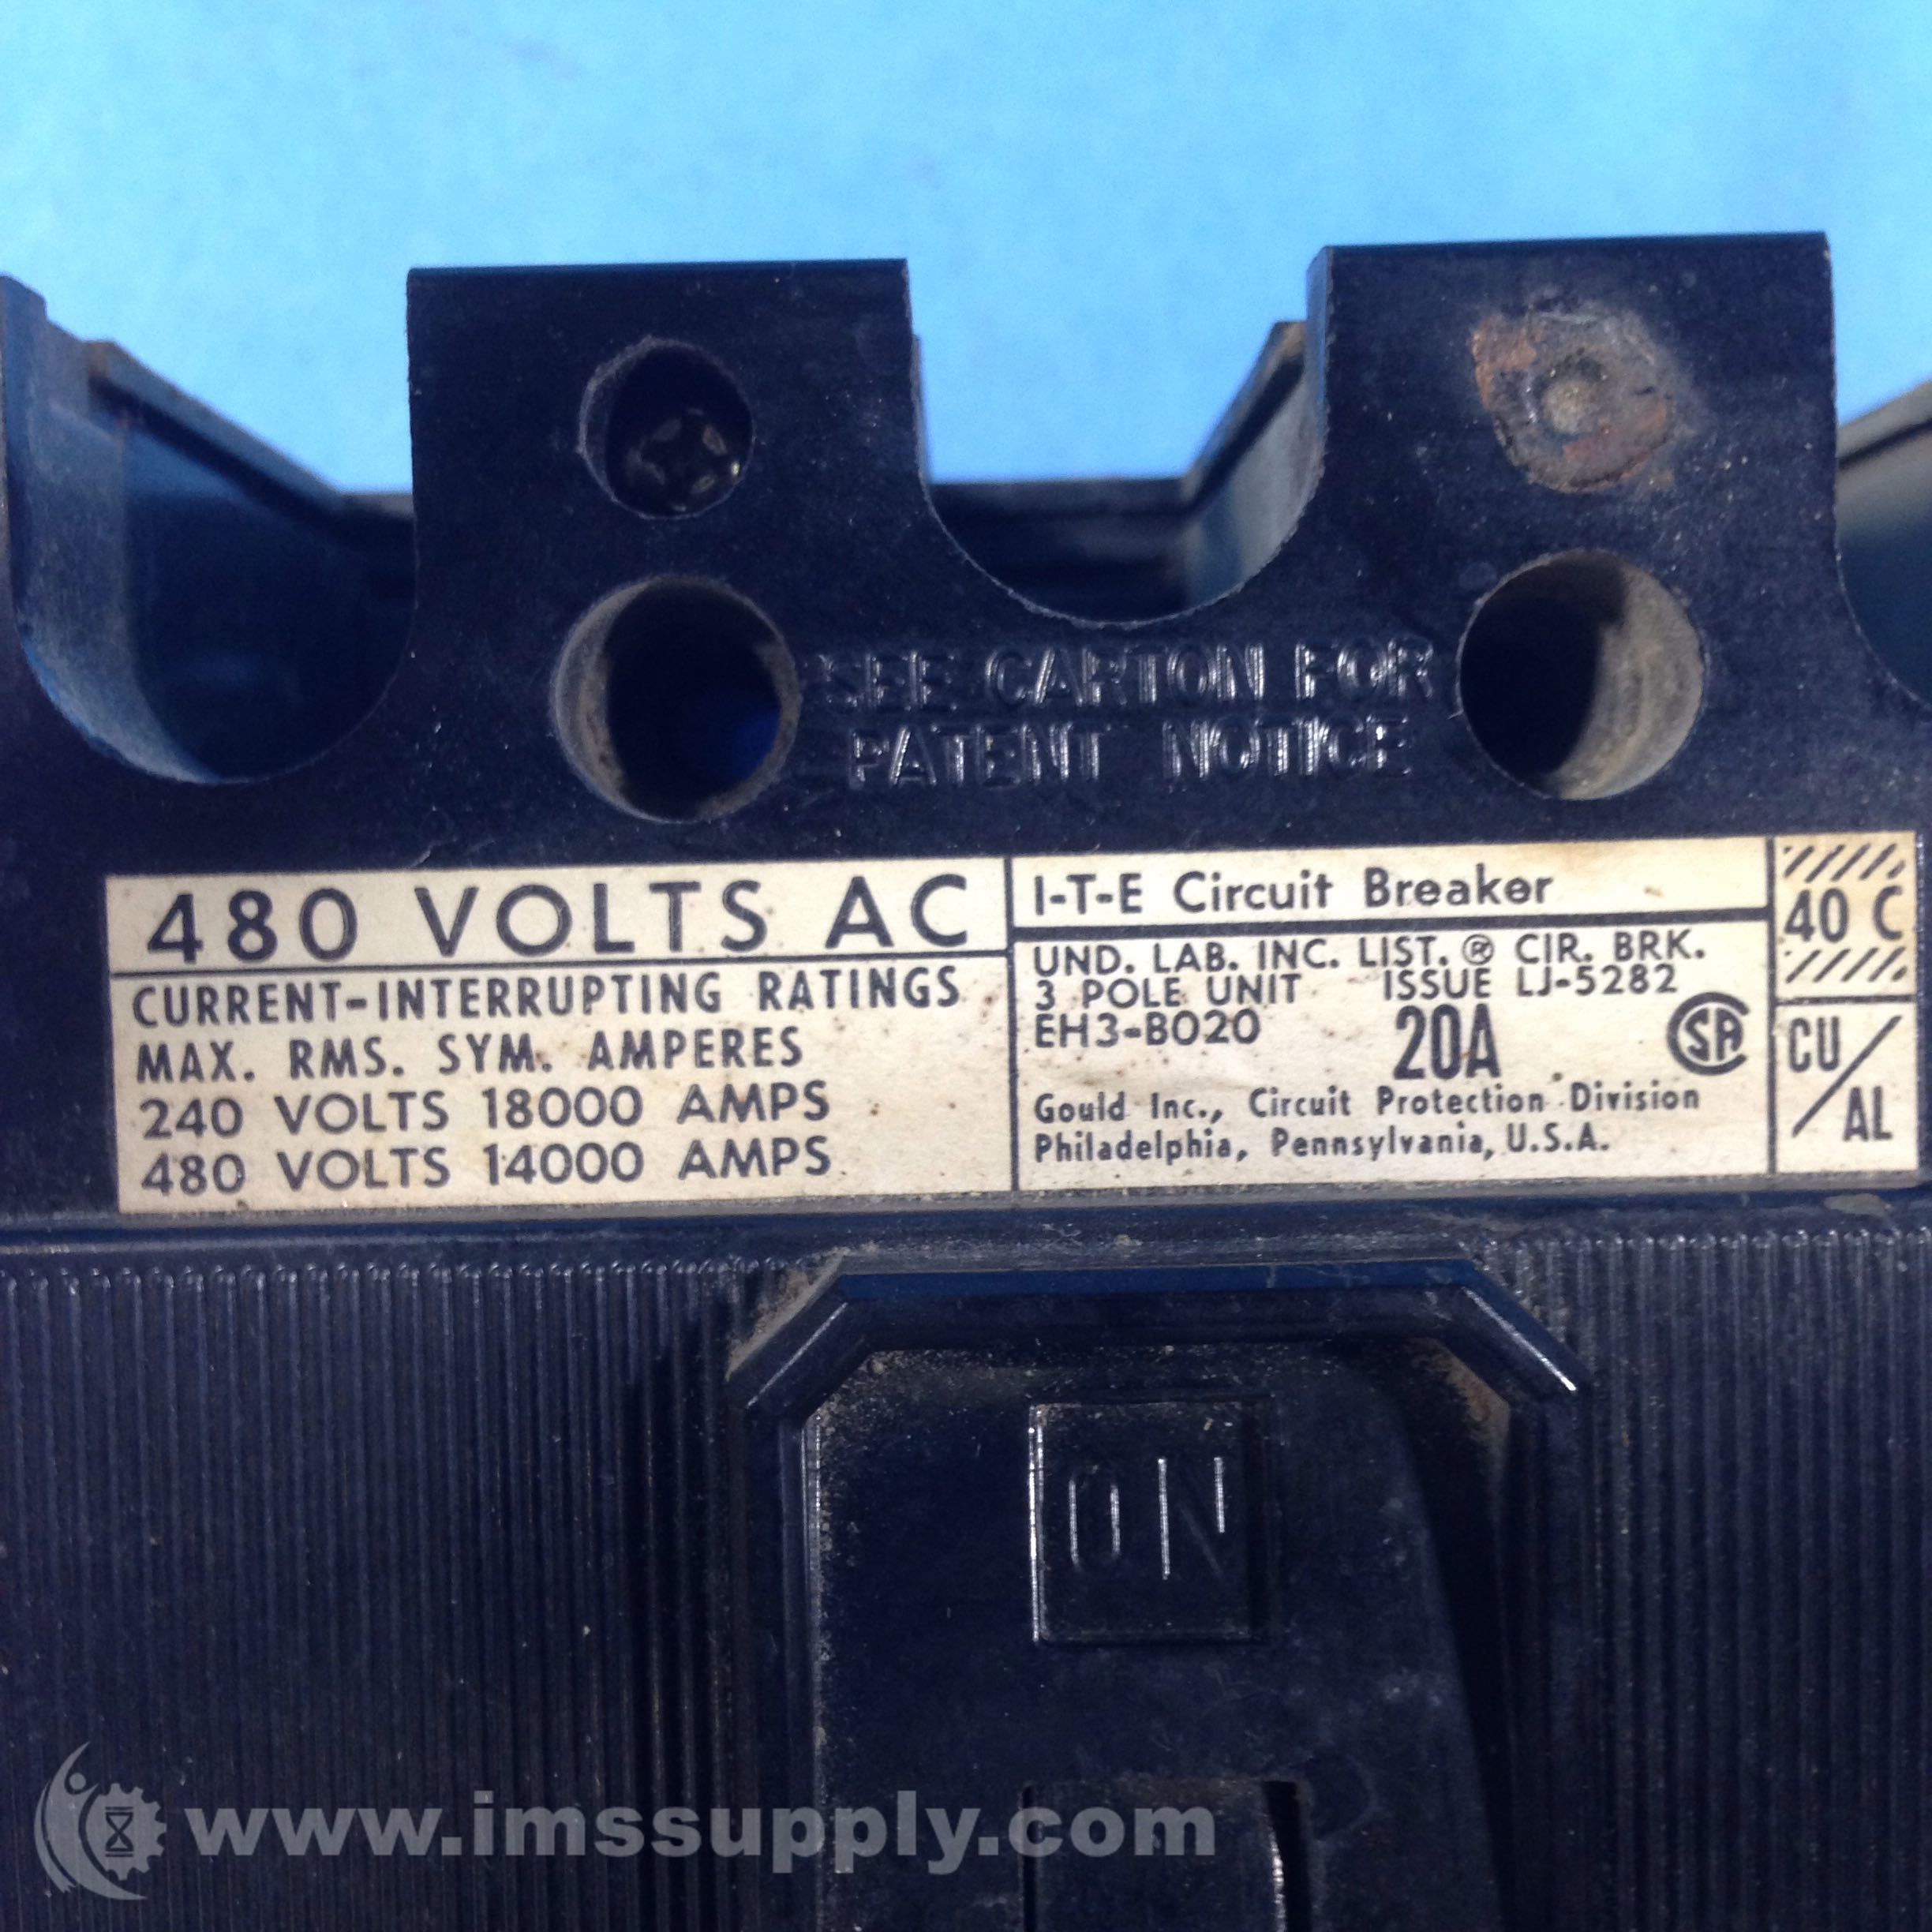 SEE CARTON FOR
PATENT NOTICE
480 VOLTS AC
CURRENT-INTERRUPTING RATINGS
MAX. RMS. SYM. AMPERES
240 VOLTS 18000 AMPS
480 VOLTS 14000 AMPS
I-T-E Circuit Breaker
UND. LAB. INC. LIST. ® CIR. BRK.
3 POLE UNIT ISSUE LJ-5282
EH3-B020 20A SA
Gould Inc., Circuit Protection Division
Philadelphia, Pennsylvania, U.S.A.
40 C
CU/
AL
ON
www.imssupply.com